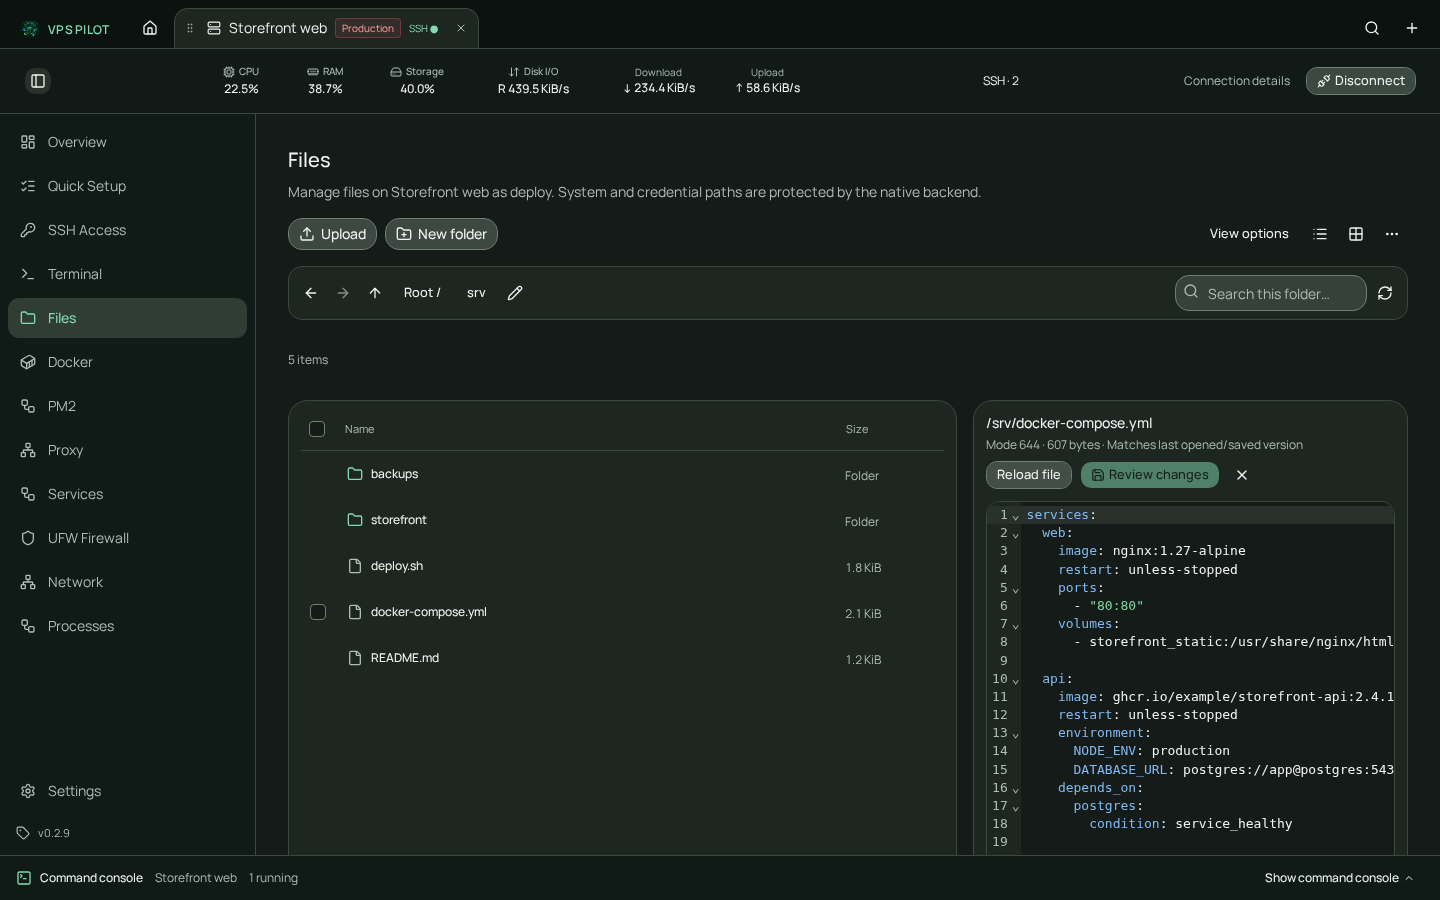 VPS PILOT
Storefront web
Production
SSH
CPU
22.5%
RAM
38.7%
Storage
40.0%
Disk I/O
R 439.5 KiB/s
Download
↓ 234.4 KiB/s
Upload
↑ 58.6 KiB/s
SSH · 2
Connection details
Disconnect
Overview
Quick Setup
SSH Access
Terminal
Files
Docker
PM2
Proxy
Services
UFW Firewall
Network
Processes
Settings
v0.2.9
Files
Manage files on Storefront web as deploy. System and credential paths are protected by the native backend.
Upload
New folder
View options
Root /
srv
Search this folder...
5 items
Name
Size
backups
Folder
storefront
Folder
deploy.sh
1.8 KiB
docker-compose.yml
2.1 KiB
README.md
1.2 KiB
/srv/docker-compose.yml
Mode 644 · 607 bytes · Matches last opened/saved version
Reload file
Review changes
1 services:
2   web:
3     image: nginx:1.27-alpine
4     restart: unless-stopped
5     ports:
6       - "80:80"
7     volumes:
8       - storefront_static:/usr/share/nginx/html
9
10   api:
11     image: ghcr.io/example/storefront-api:2.4.1
12     restart: unless-stopped
13     environment:
14       NODE_ENV: production
15       DATABASE_URL: postgres://app@postgres:543
16     depends_on:
17       postgres:
18         condition: service_healthy
19
Command console
Storefront web
1 running
Show command console